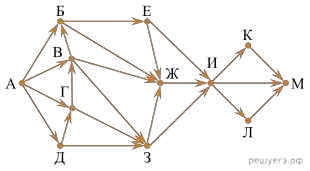 Б Е
К
В
А Ж И М
Г
Л
Д З
решуегэ.рф